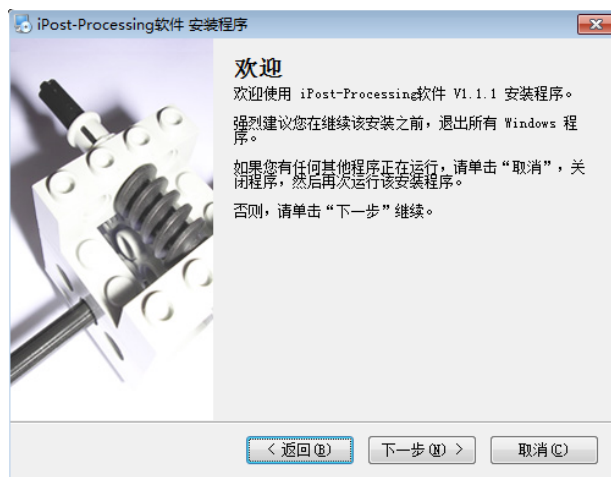 iPost-Processing软件 安装程序
欢迎
欢迎使用 iPost-Processing软件 V1.1.1 安装程序。
强烈建议您在继续该安装之前，退出所有 Windows 程
序。
如果您有任何其他程序正在运行，请单击“取消”，关
闭程序，然后再次运行该安装程序。
否则，请单击“下一步”继续。
< 返回(B)
下一步(N) >
取消(C)